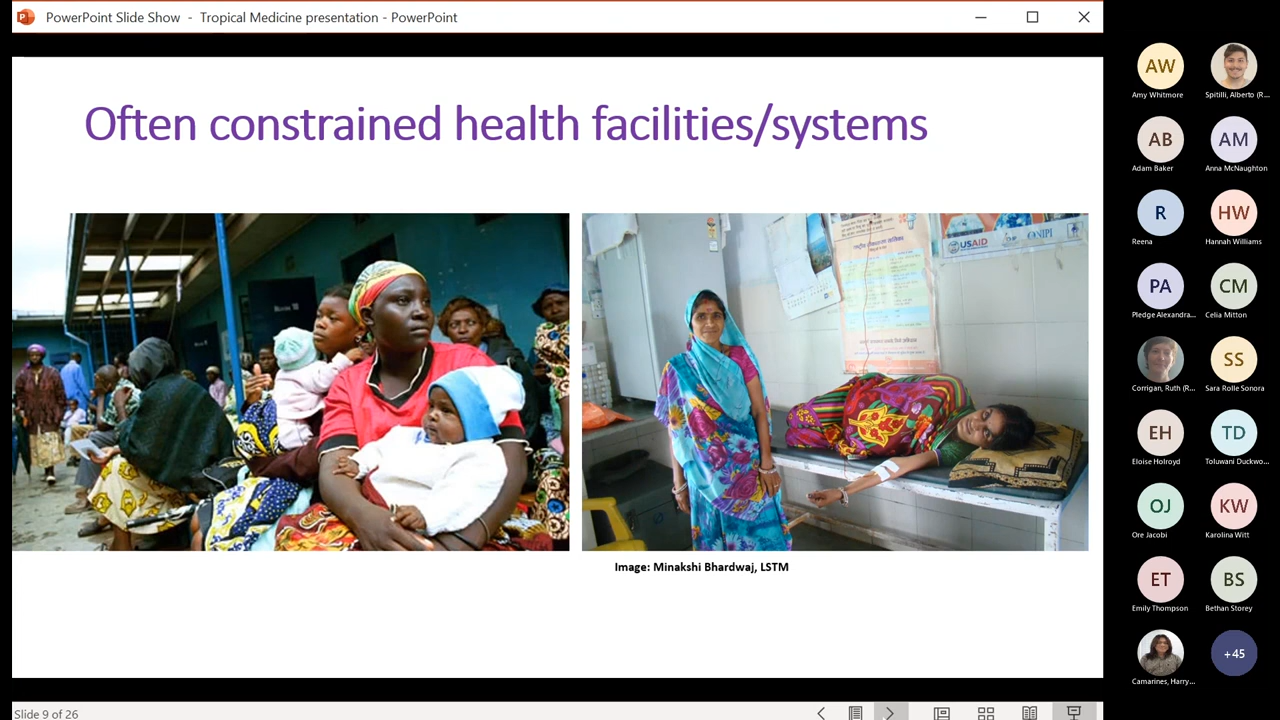 PowerPoint Slide Show - Tropical Medicine presentation - PowerPoint
Often constrained health facilities/systems
USAID
Image: Minakshi Bhardwaj, LSTM
Slide 9 of 26
AW
Amy Whitmore
Spitilli, Alberto (R...
AB
Adam Baker
AM
Anna McNaughton
R
Reena
HW
Hannah Williams
PA
Pledge Alexandra...
CM
Celia Mitton
Corrigan, Ruth (R...
SS
Sara Rolle Sonora
EH
Eloise Holroyd
TD
Toluwani Duckwo...
OJ
Ore Jacobi
KW
Karolina Witt
ET
Emily Thompson
BS
Bethan Storey
Camarines, Harry...
+45